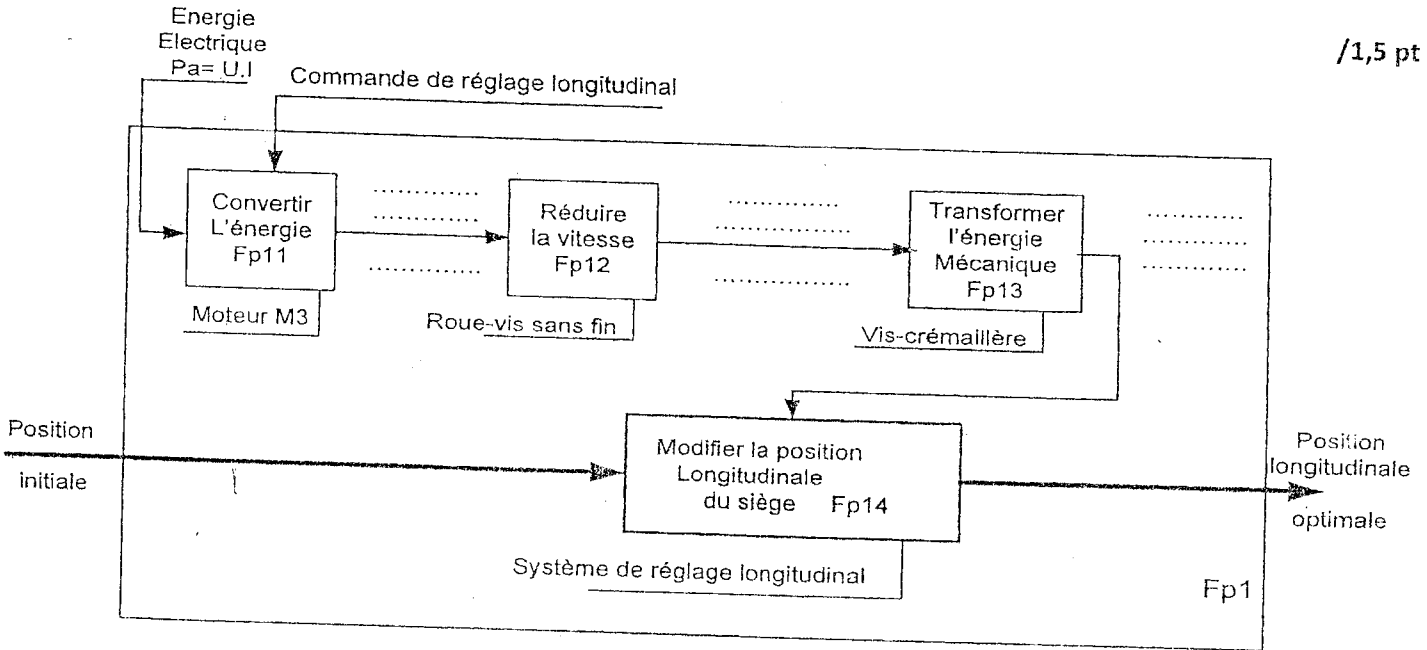 Energie
Electrique
Pa= U.I
/1,5 pt
Commande de réglage longitudinal
Convertir
L'énergie
Fp11
.............
...........
.............
Réduire
la vitesse
Fp12
.............
.............
.............
Transformer
l'énergie
Mécanique
Fp13
.............
.............
.............
Moteur M3
Roue-vis sans fin
Vis-crémaillère
Position
initiale
Modifier la position
Longitudinale
du siège Fp14
Position
longitudinale
optimale
Système de réglage longitudinal
Fp1